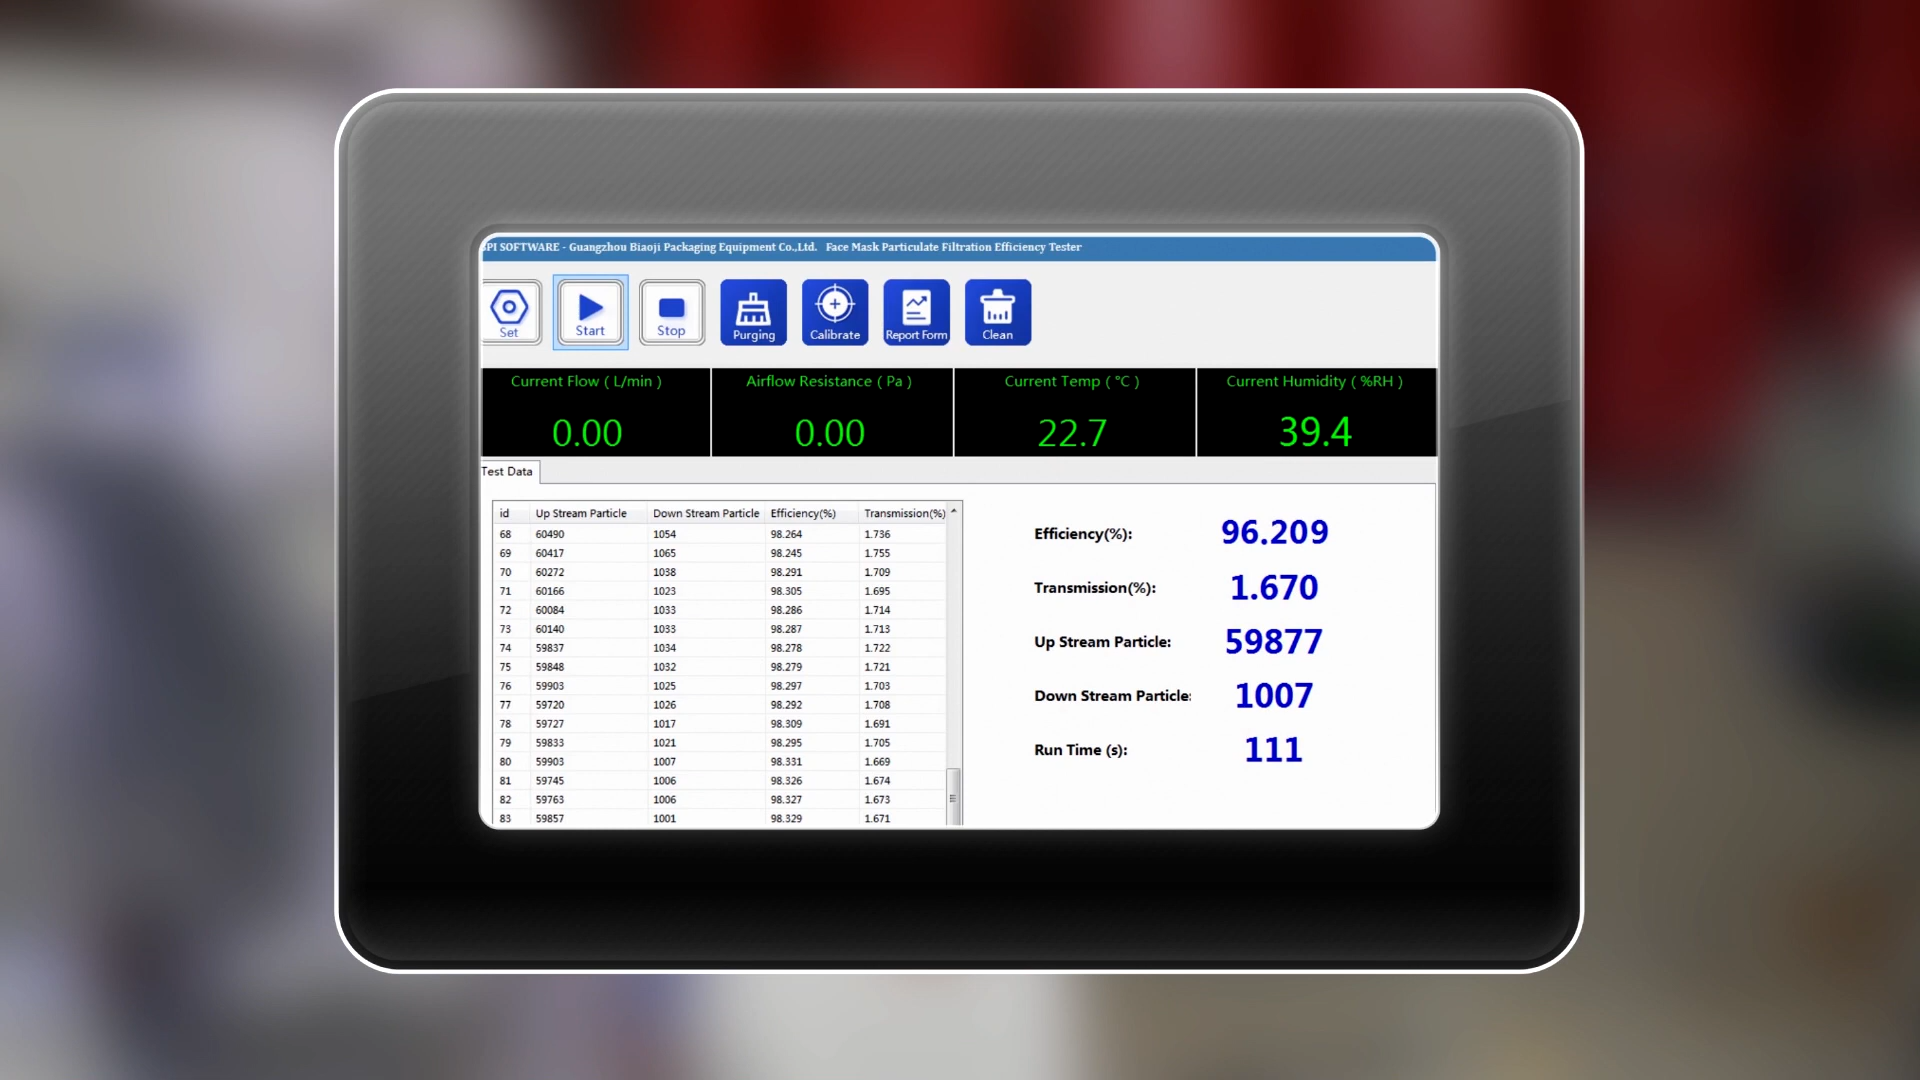 PI SOFTWARE - Guangzhou Biaoji Packaging Equipment Co.,Ltd. Face Mask Particulate Filtration Efficiency Tester
Set Start Stop Purging Calibrate Report Form Clean
Current Flow ( L/min ) Airflow Resistance ( Pa ) Current Temp ( °C ) Current Humidity ( %RH )
0.00 0.00 22.7 39.4
Test Data
id Up Stream Particle Down Stream Particle Efficiency(%) Transmission(%)
68 60490 1054 98.264 1.736
69 60417 1065 98.245 1.755
70 60272 1038 98.291 1.709
71 60166 1023 98.305 1.695
72 60084 1033 98.286 1.714
73 60140 1033 98.287 1.713
74 59837 1034 98.278 1.722
75 59848 1032 98.279 1.721
76 59903 1025 98.297 1.703
77 59720 1026 98.292 1.708
78 59727 1017 98.309 1.691
79 59833 1021 98.295 1.705
80 59903 1007 98.331 1.669
81 59745 1006 98.326 1.674
82 59763 1006 98.327 1.673
83 59857 1001 98.329 1.671
Efficiency(%): 96.209
Transmission(%): 1.670
Up Stream Particle: 59877
Down Stream Particle: 1007
Run Time (s): 111